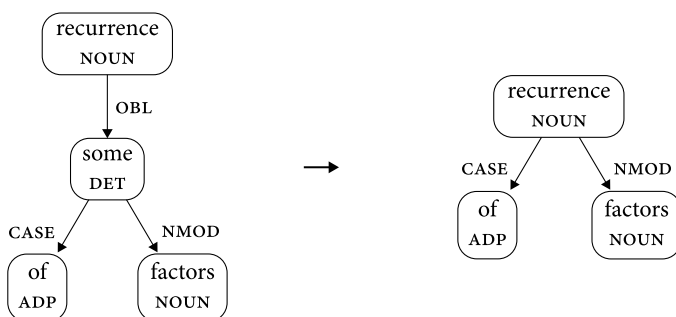 recurrence
NOUN
OBL
some
DET
CASE
NMOD
of
ADP
factors
NOUN
→
recurrence
NOUN
CASE
NMOD
of
ADP
factors
NOUN